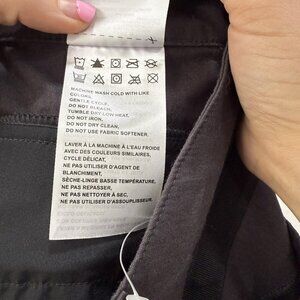 MACHINE WASH COLD WITH LIKE
COLORS,
GENTLE CYCLE,
DO NOT BLEACH,
TUMBLE DRY LOW HEAT,
DO NOT IRON,
DO NOT DRY CLEAN,
DO NOT USE FABRIC SOFTENER.
LAVER À LA MACHINE À L'EAU FROIDE
AVEC DES COULEURS SIMILAIRES,
CYCLE DÉLICAT,
NE PAS UTILISER D'AGENT DE
BLANCHIMENT,
SÈCHE-LINGE BASSE TEMPÉRATURE,
NE PAS REPASSER,
NE PAS NETTOYER À SEC,
NE PAS UTILISER D'ASSOUPLISSEUR.